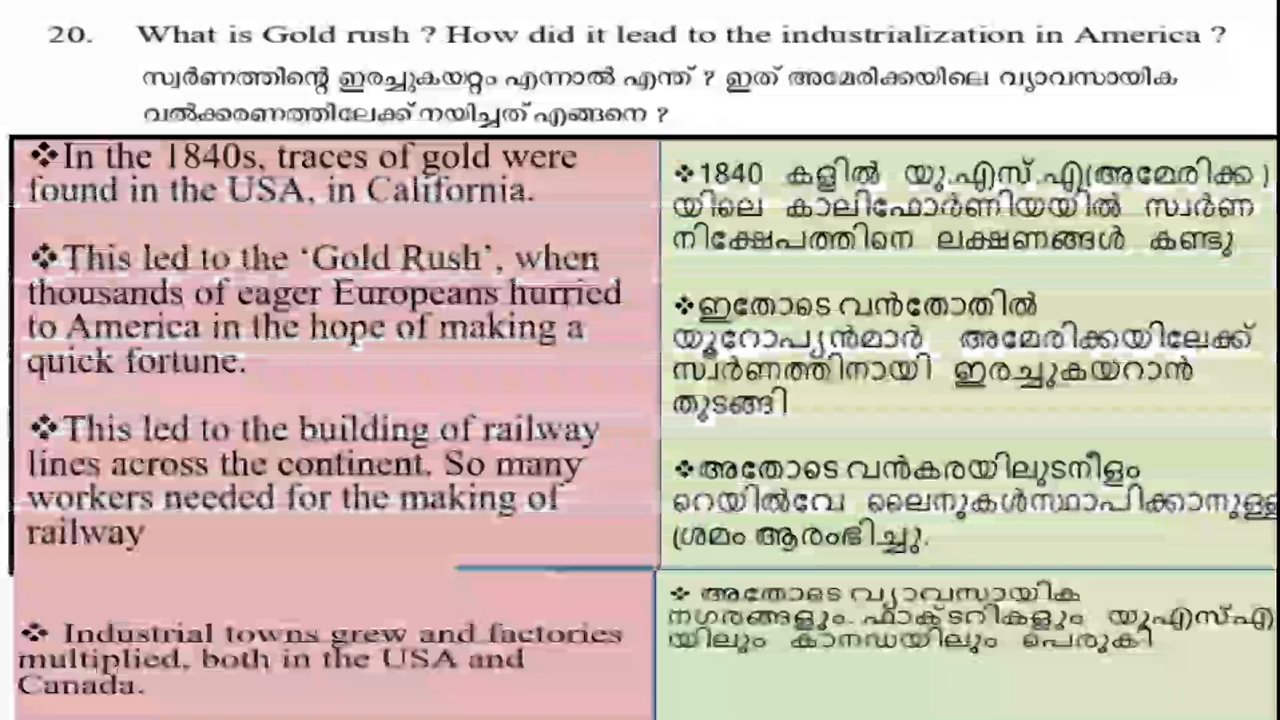 20. What is Gold rush ? How did it lead to the industrialization in America ?
സ്വർണത്തിന്റെ ഇരച്ചുകയറ്റം എന്നാൽ എന്ത് ? ഇത് അമേരിക്കയിലെ വ്യാവസായിക
വൽക്കരണത്തിലേക്ക് നയിച്ചത് എങ്ങനെ ?
❖In the 1840s, traces of gold were
found in the USA, in California.
❖This led to the ‘Gold Rush’, when
thousands of eager Europeans hurried
to America in the hope of making a
quick fortune.
❖This led to the building of railway
lines across the continent. So many
workers needed for the making of
railway
❖ Industrial towns grew and factories
multiplied, both in the USA and
Canada.
❖1840 കളിൽ യു.എസ്.എ(അമേരിക്ക )
യിലെ കാലിഫോർണിയയിൽ സ്വർണ
നിക്ഷേപത്തിനെ ലക്ഷണങ്ങൾ കണ്ടു
❖ഇതോടെ വൻതോതിൽ
യൂറോപ്യൻമാർ അമേരിക്കയിലേക്ക്
സ്വർണത്തിനായി ഇരച്ചുകയറാൻ
തുടങ്ങി
❖അതോടെ വൻകരയിലുടനീളം
റെയിൽവേ ലൈനുകൾസ്ഥാപിക്കാനുള്ള
ശ്രമം ആരംഭിച്ചു.
❖ അതോടെ വ്യാവസായിക
നഗരങ്ങളും. ഫാക്ടറികളും യുഎസ്എ
യിലും കാനഡയിലും പെരുകി